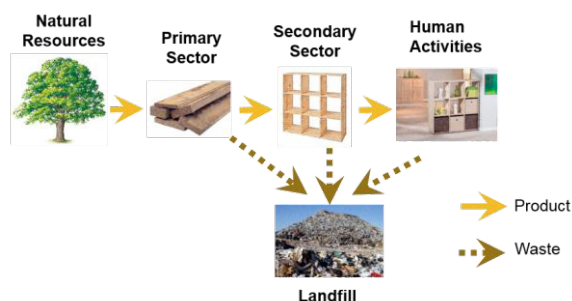 Natural
Resources
Primary
Sector
Secondary
Sector
Human
Activities
Product
Waste
Landfill